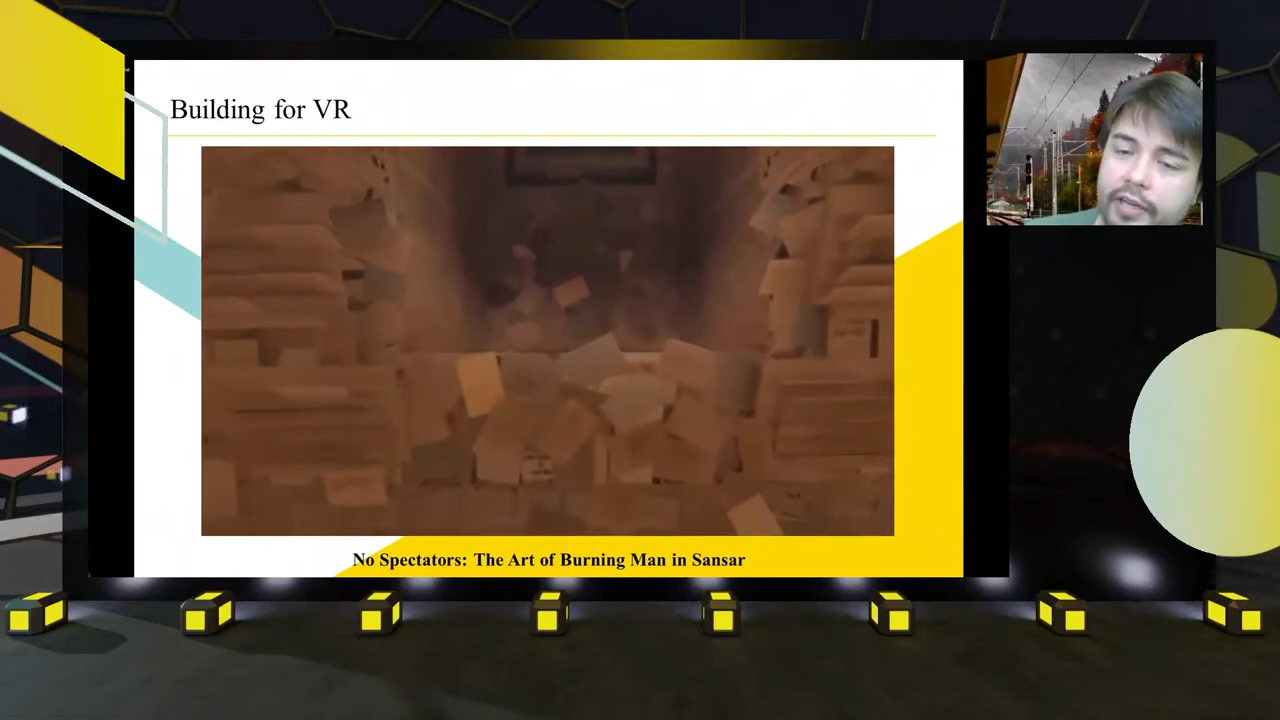 Building for VR
No Spectators: The Art of Burning Man in Sansar